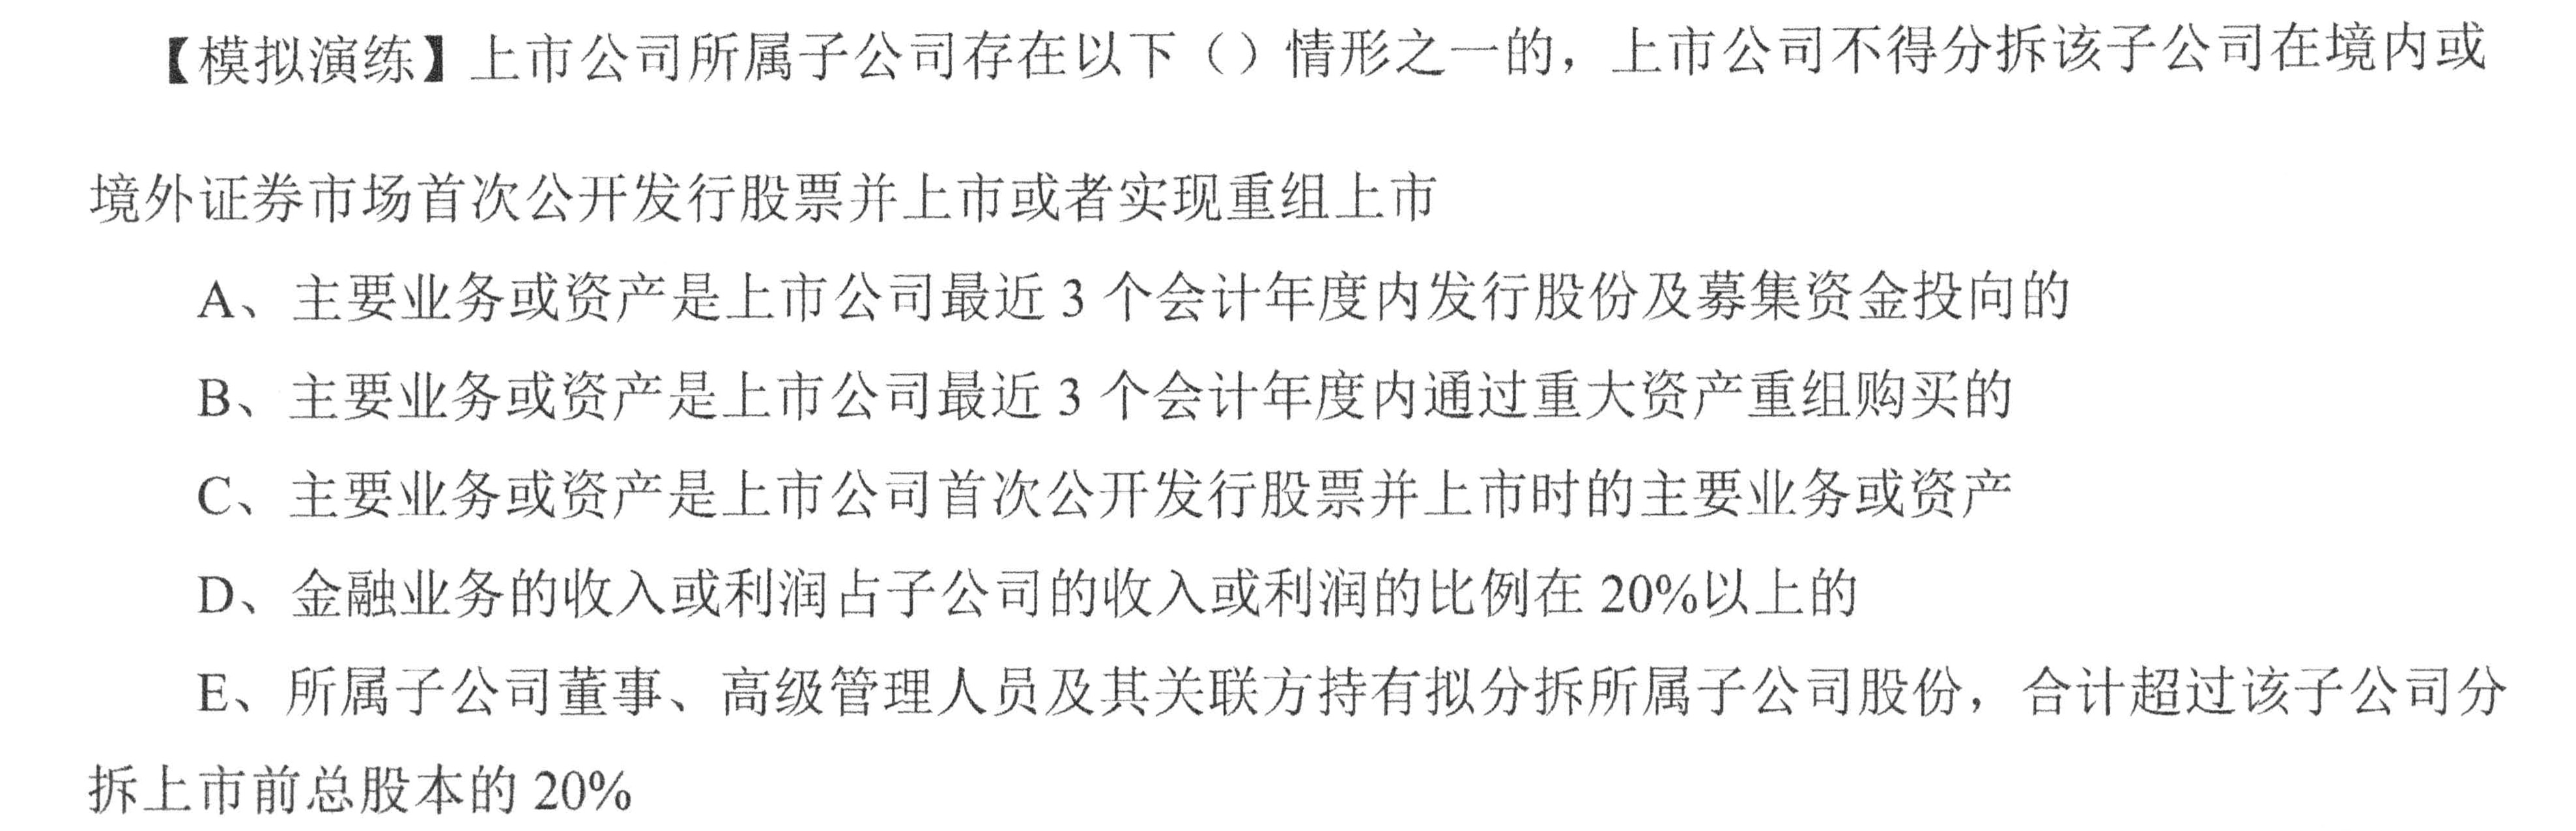 【模拟演练】上市公司所属子公司存在以下（）情形之一的，上市公司不得分拆该子公司在境内或
境外证券市场首次公开发行股票并上市或者实现重组上市
A、主要业务或资产是上市公司最近 3 个会计年度内发行股份及募集资金投向的
B、主要业务或资产是上市公司最近 3 个会计年度内通过重大资产重组购买的
C、主要业务或资产是上市公司首次公开发行股票并上市时的主要业务或资产
D、金融业务的收入或利润占子公司的收入或利润的比例在 20%以上的
E、所属子公司董事、高级管理人员及其关联方持有拟分拆所属子公司股份，合计超过该子公司分
拆上市前总股本的 20%